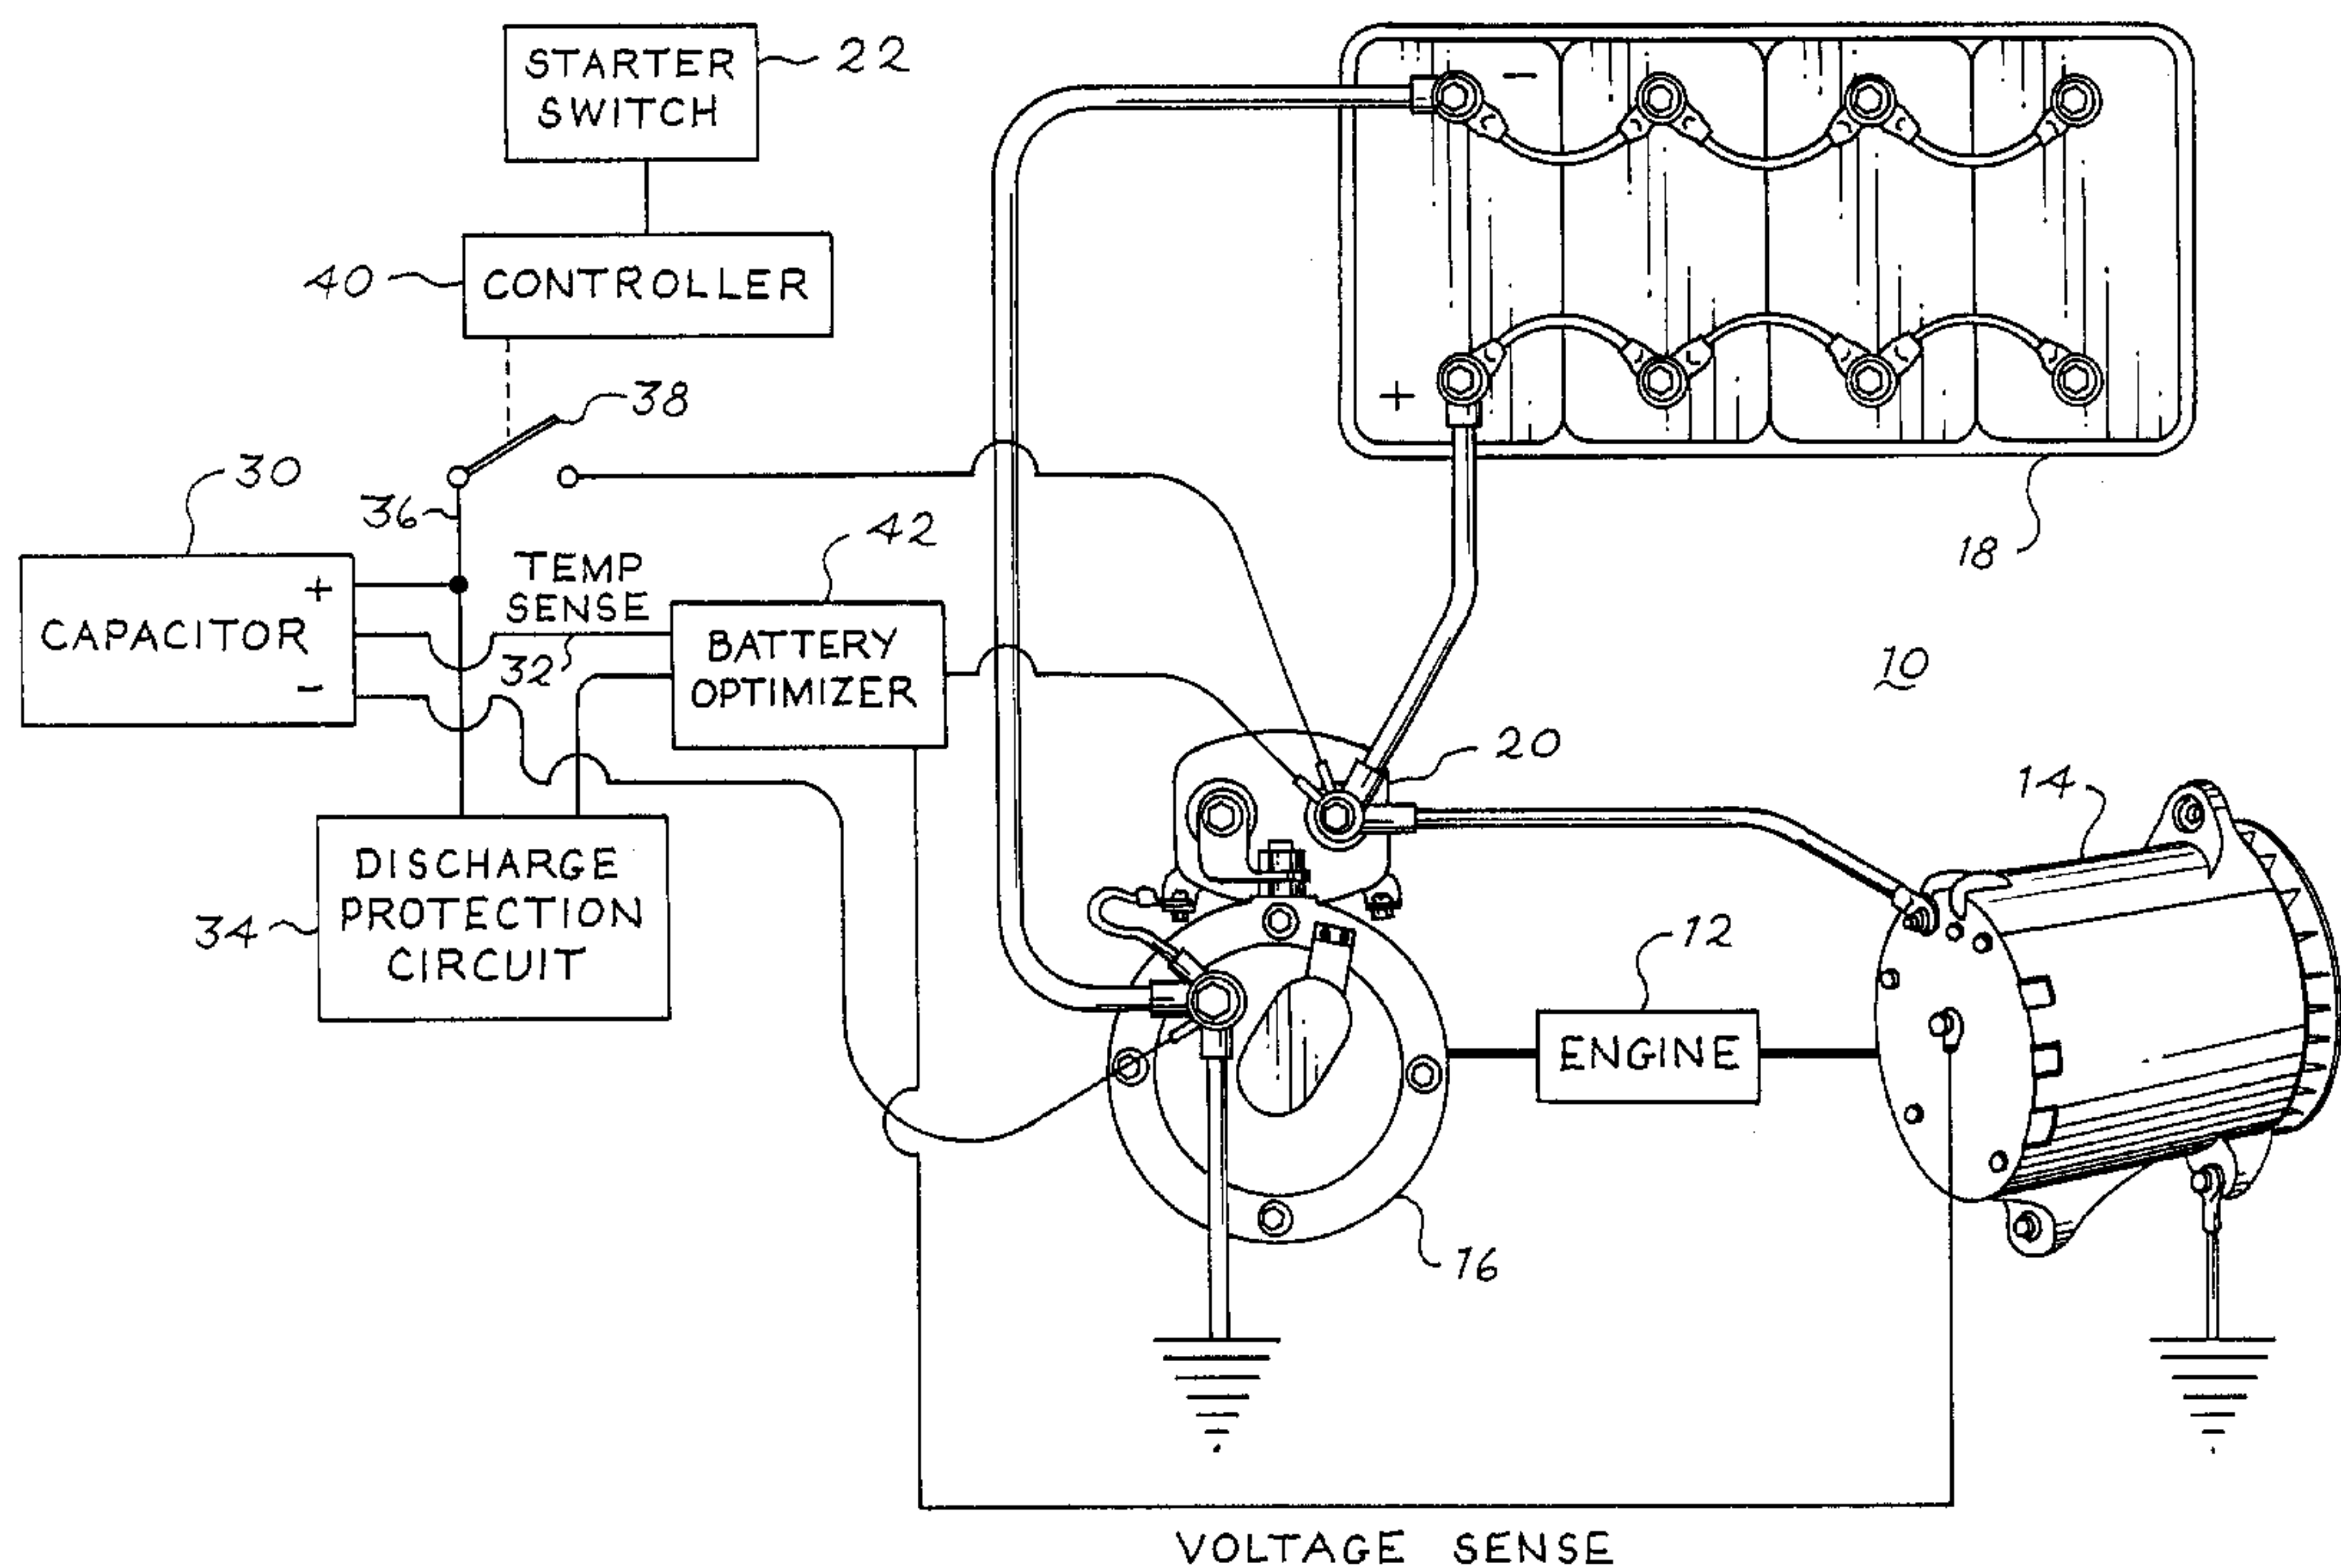 STARTER
SWITCH
22
40
CONTROLLER
38
30
36
42
CAPACITOR
+
-
TEMP
SENSE
32
BATTERY
OPTIMIZER
DISCHARGE
PROTECTION
CIRCUIT
34
-
+
18
10
20
14
12
ENGINE
16
VOLTAGE SENSE